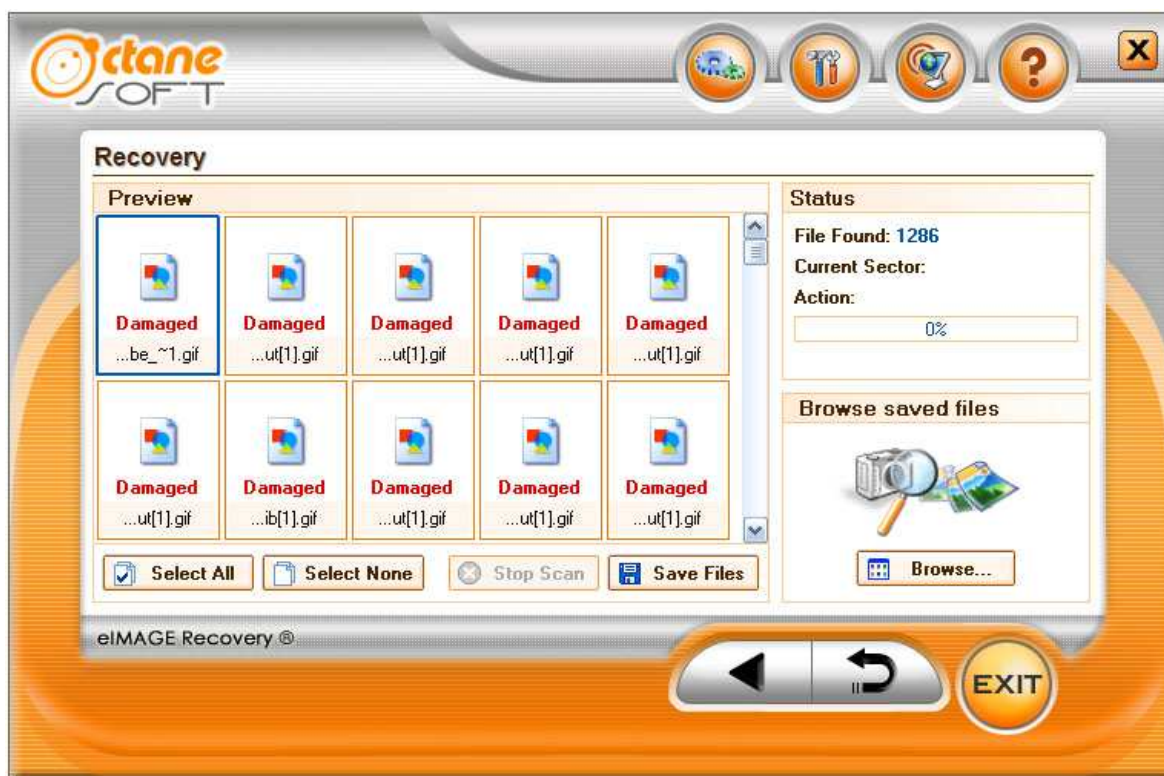 Octane
SOFT
?
X
Recovery
Preview
Damaged
...be_~1.gif
Damaged
...ut[1].gif
Damaged
...ut[1].gif
Damaged
...ut[1].gif
Damaged
...ut[1].gif
Damaged
...ut[1].gif
Damaged
...ib[1].gif
Damaged
...ut[1].gif
Damaged
...ut[1].gif
Damaged
...ut[1].gif
Select All
Select None
Stop Scan
Save Files
Status
File Found: 1286
Current Sector:
Action:
0%
Browse saved files
Browse...
eIMAGE Recovery ®
EXIT